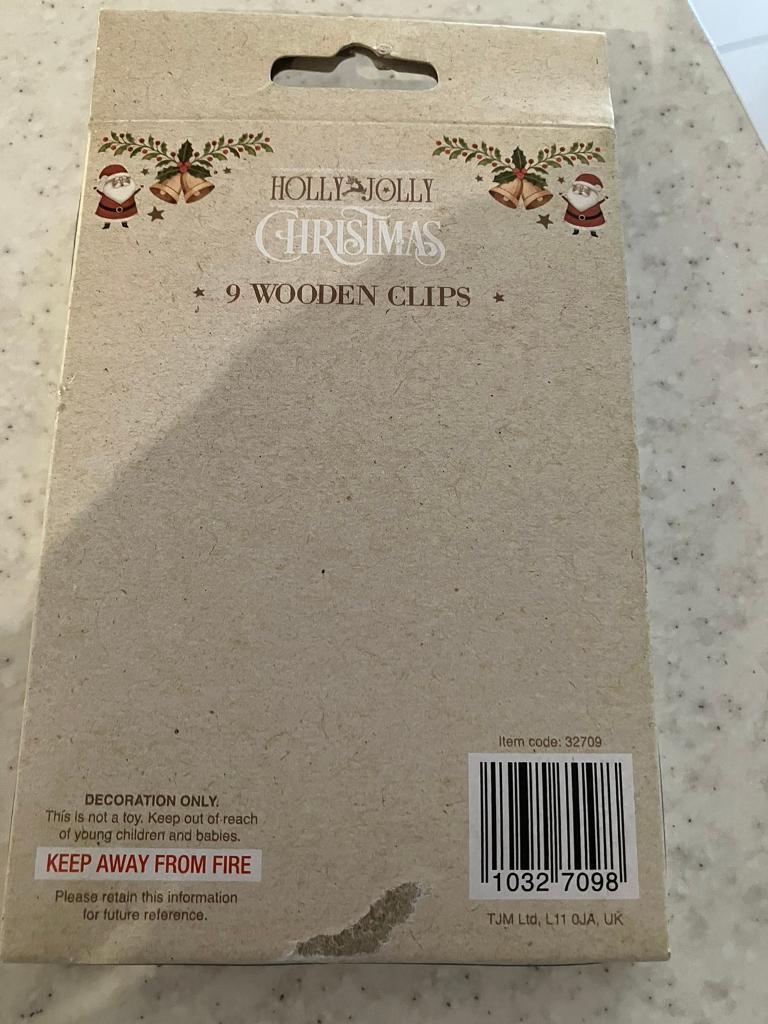 HOLLY JOLLY
CHRISTMAS
9 WOODEN CLIPS
Item code: 32709
DECORATION ONLY.
This is not a toy. Keep out of reach
of young children and babies.
KEEP AWAY FROM FIRE
Please retain this information
for future reference.
1032 7098
TJM Ltd, L11 0JA, UK